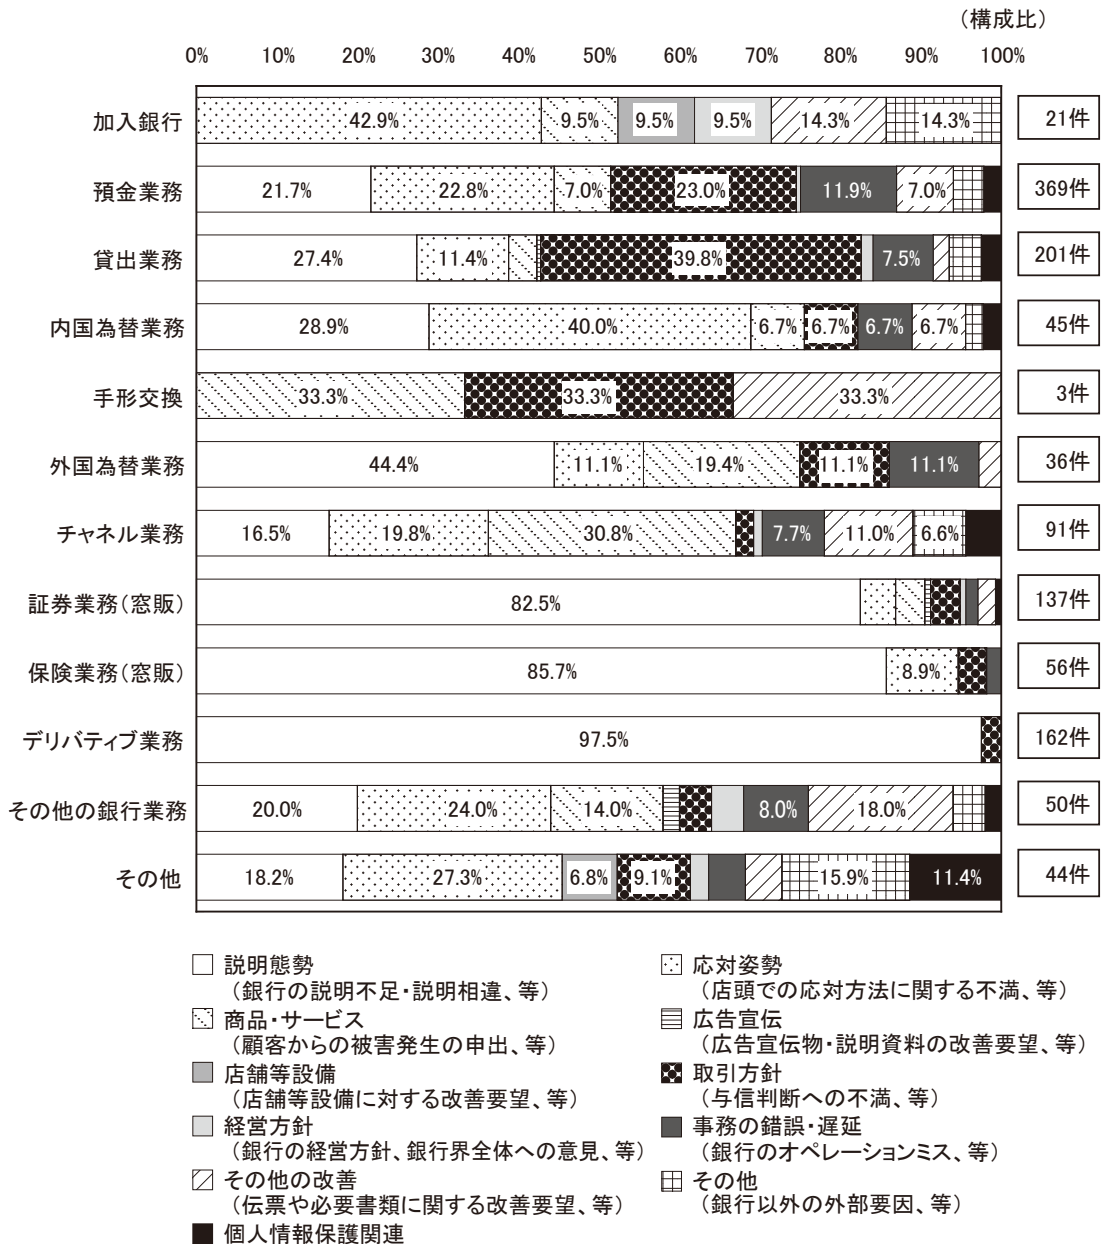 （構成比）
0% 10% 20% 30% 40% 50% 60% 70% 80% 90% 100%
加入銀行 42.9% 9.5% 9.5% 9.5% 14.3% 14.3% 21件
預金業務 21.7% 22.8% 7.0% 23.0% 11.9% 7.0% 369件
貸出業務 27.4% 11.4% 39.8% 7.5% 201件
内国為替業務 28.9% 40.0% 6.7% 6.7% 6.7% 6.7% 45件
手形交換 33.3% 33.3% 33.3% 3件
外国為替業務 44.4% 11.1% 19.4% 11.1% 11.1% 36件
チャネル業務 16.5% 19.8% 30.8% 7.7% 11.0% 6.6% 91件
証券業務（窓販） 82.5% 137件
保険業務（窓販） 85.7% 8.9% 56件
デリバティブ業務 97.5% 162件
その他の銀行業務 20.0% 24.0% 14.0% 8.0% 18.0% 50件
その他 18.2% 27.3% 6.8% 9.1% 15.9% 11.4% 44件
説明態勢
（銀行の説明不足・説明相違、等）
応対姿勢
（店頭での応対方法に関する不満、等）
商品・サービス
（顧客からの被害発生の申出、等）
広告宣伝
（広告宣伝物・説明資料の改善要望、等）
店舗等設備
（店舗等設備に対する改善要望、等）
取引方針
（与信判断への不満、等）
経営方針
（銀行の経営方針、銀行界全体への意見、等）
事務の錯誤・遅延
（銀行のオペレーションミス、等）
その他の改善
（伝票や必要書類に関する改善要望、等）
その他
（銀行以外の外部要因、等）
個人情報保護関連